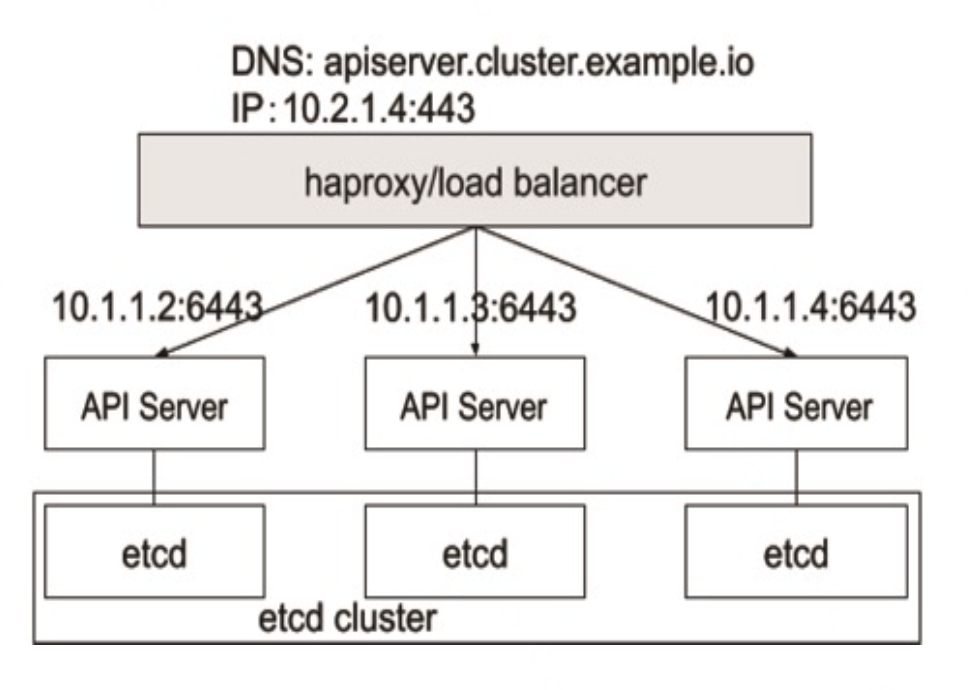 DNS: apiserver.cluster.example.io
IP:10.2.1.4:443
haproxy/load balancer
10.1.1.2:6443
10.1.1.3:6443
10.1.1.4:6443
API Server
API Server
API Server
etcd
etcd
etcd
etcd cluster